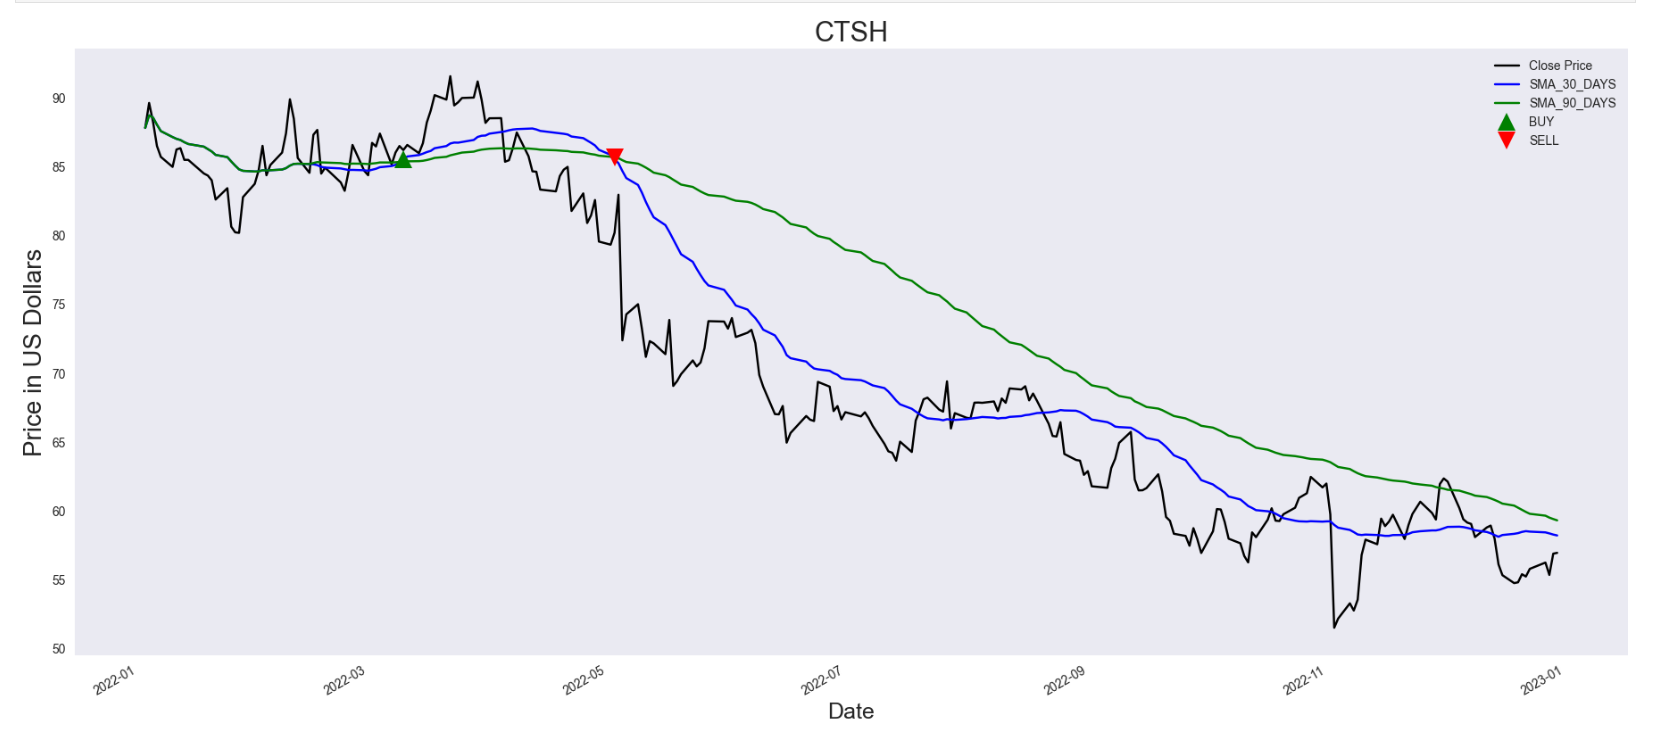 CTSH
Close Price
SMA_30_DAYS
SMA_90_DAYS
BUY
SELL
Price in US Dollars
90
85
80
75
70
65
60
55
50
2022-01
2022-03
2022-05
2022-07
2022-09
2022-11
2023-01
Date